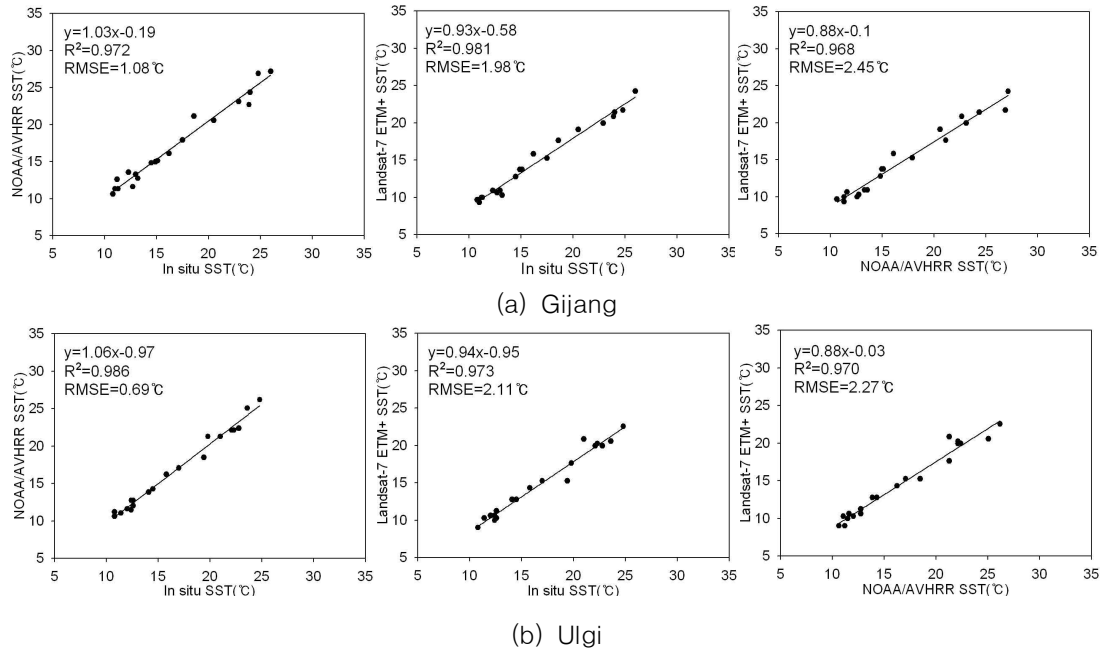 y=1.03x-0.19
R²=0.972
RMSE=1.08℃
NOAA/AVHRR SST(℃)
35
30
25
20
15
10
5
5 10 15 20 25 30 35
In situ SST(℃)
y=0.93x-0.58
R²=0.981
RMSE=1.98℃
Landsat-7 ETM+ SST(℃)
35
30
25
20
15
10
5
5 10 15 20 25 30 35
In situ SST(℃)
y=0.88x-0.1
R²=0.968
RMSE=2.45℃
Landsat-7 ETM+ SST(℃)
35
30
25
20
15
10
5
5 10 15 20 25 30 35
NOAA/AVHRR SST(℃)
(a) Gijang
y=1.06x-0.97
R²=0.986
RMSE=0.69℃
NOAA/AVHRR SST(℃)
35
30
25
20
15
10
5
5 10 15 20 25 30 35
In situ SST(℃)
y=0.94x-0.95
R²=0.973
RMSE=2.11℃
Landsat-7 ETM+ SST(℃)
35
30
25
20
15
10
5
5 10 15 20 25 30 35
In situ SST(℃)
y=0.88x-0.03
R²=0.970
RMSE=2.27℃
Landsat-7 ETM+ SST(℃)
35
30
25
20
15
10
5
5 10 15 20 25 30 35
NOAA/AVHRR SST(℃)
(b) Ulgi